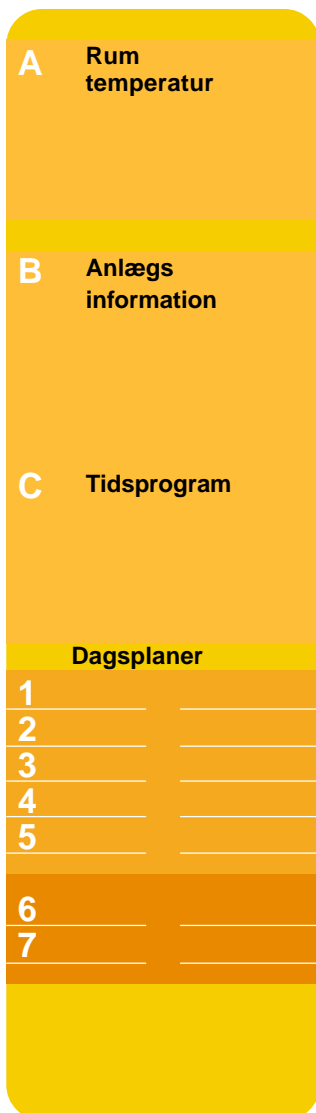 A
Rum
temperatur
B
Anlægs
information
C
Tidsprogram
Dagsplaner
1
2
3
4
5
6
7